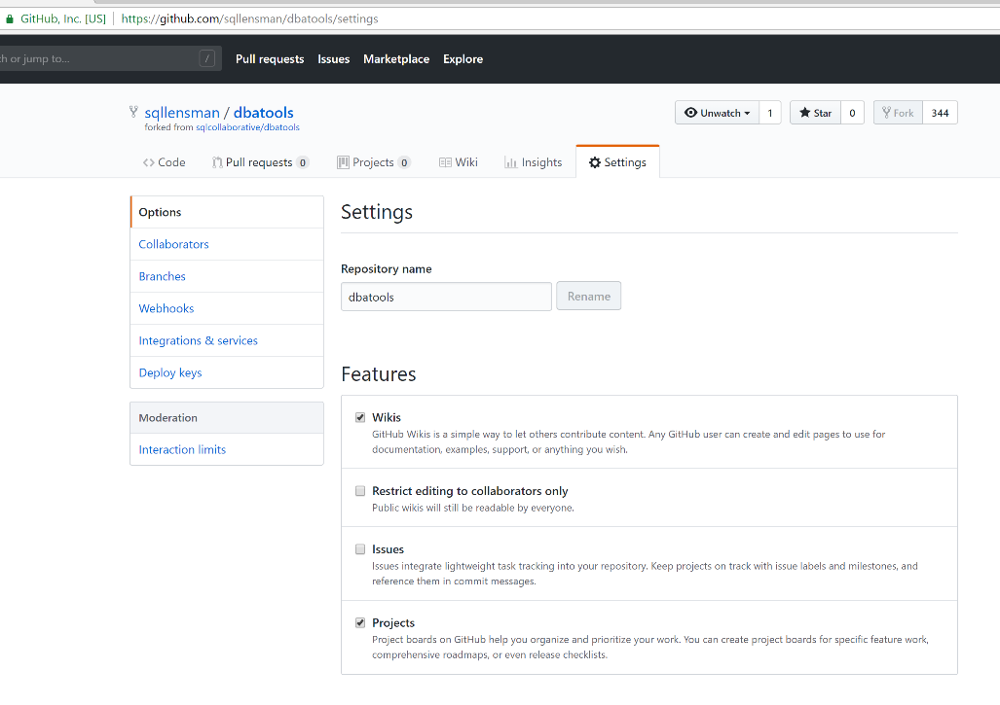 GitHub, Inc. [US] https://github.com/sqllensman/dbatools/settings
or jump to... / Pull requests Issues Marketplace Explore
sqllensman / dbatools Unwatch 1 Star 0 Fork 344
forked from sqlcollaborative/dbatools
Code Pull requests 0 Projects 0 Wiki Insights Settings
Options
Collaborators
Branches
Webhooks
Integrations & services
Deploy keys
Moderation
Interaction limits
Settings
Repository name
dbatools Rename
Features
Wikis
GitHub Wikis is a simple way to let others contribute content. Any GitHub user can create and edit pages to use for
documentation, examples, support, or anything you wish.
Restrict editing to collaborators only
Public wikis will still be readable by everyone.
Issues
Issues integrate lightweight task tracking into your repository. Keep projects on track with issue labels and milestones, and
reference them in commit messages.
Projects
Project boards on GitHub help you organize and prioritize your work. You can create project boards for specific feature work,
comprehensive roadmaps, or even release checklists.